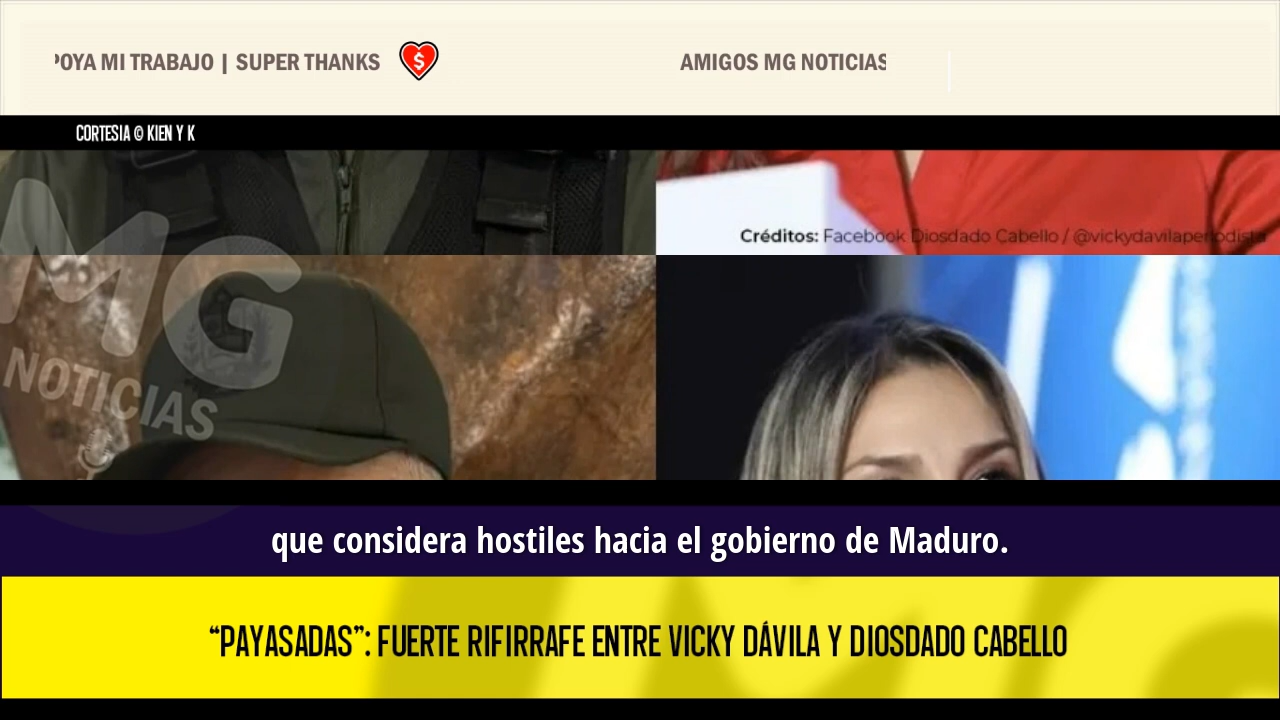 POYA MI TRABAJO | SUPER THANKS
AMIGOS MG NOTICIAS
CORTESIA © KIEN Y K
Créditos: Facebook Diosdado Cabello / @vickydavilaperiodista
MG
NOTICIAS
que considera hostiles hacia el gobierno de Maduro.
“PAYASADAS”: FUERTE RIFIRRAFE ENTRE VICKY DÁVILA Y DIOSDADO CABELLO